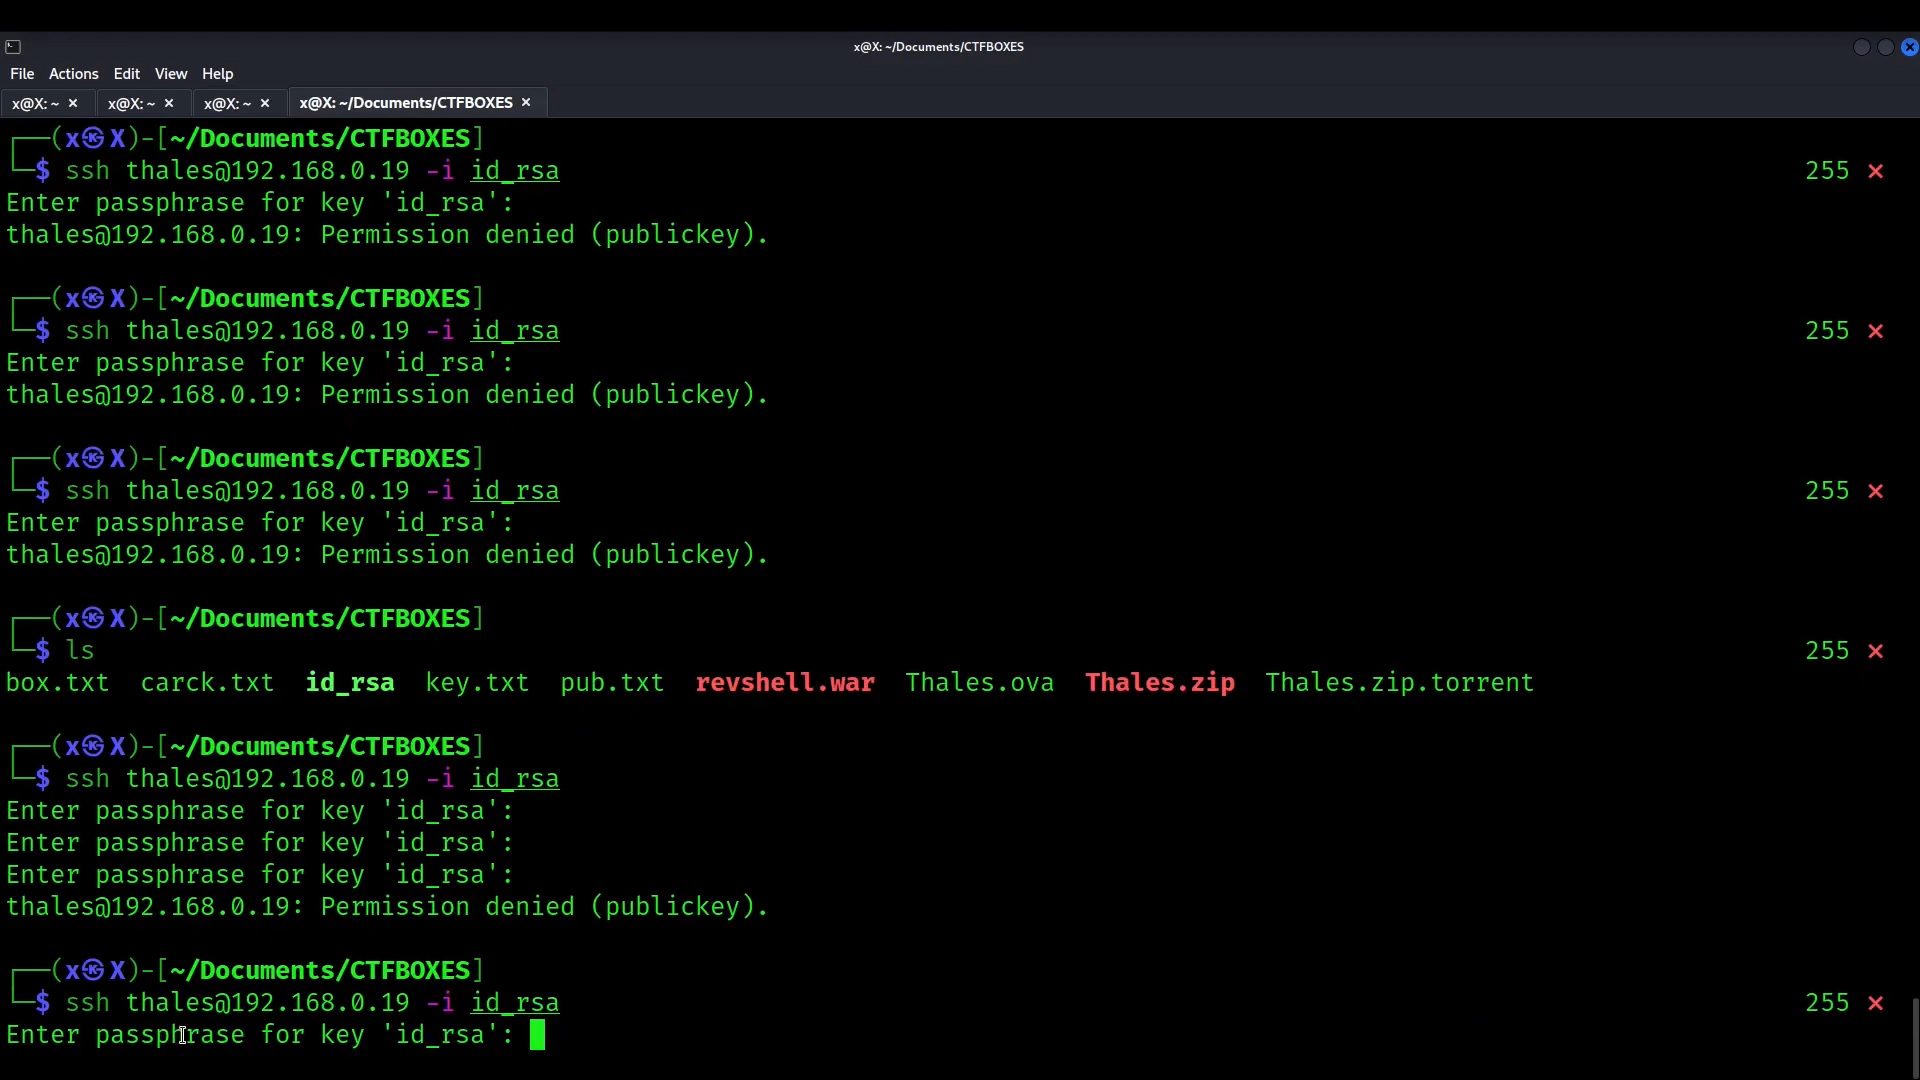 x@X: ~/Documents/CTFBOXES
File Actions Edit View Help
x@X: ~ × x@X: ~ × x@X: ~ × x@X: ~/Documents/CTFBOXES ×
┌──(x㉿X)-[~/Documents/CTFBOXES]
└─$ ssh thales@192.168.0.19 -i id_rsa 255 ⨯
Enter passphrase for key 'id_rsa':
thales@192.168.0.19: Permission denied (publickey).
┌──(x㉿X)-[~/Documents/CTFBOXES]
└─$ ssh thales@192.168.0.19 -i id_rsa 255 ⨯
Enter passphrase for key 'id_rsa':
thales@192.168.0.19: Permission denied (publickey).
┌──(x㉿X)-[~/Documents/CTFBOXES]
└─$ ssh thales@192.168.0.19 -i id_rsa 255 ⨯
Enter passphrase for key 'id_rsa':
thales@192.168.0.19: Permission denied (publickey).
┌──(x㉿X)-[~/Documents/CTFBOXES]
└─$ ls 255 ⨯
box.txt carck.txt id_rsa key.txt pub.txt revshell.war Thales.ova Thales.zip Thales.zip.torrent
┌──(x㉿X)-[~/Documents/CTFBOXES]
└─$ ssh thales@192.168.0.19 -i id_rsa
Enter passphrase for key 'id_rsa':
Enter passphrase for key 'id_rsa':
Enter passphrase for key 'id_rsa':
thales@192.168.0.19: Permission denied (publickey).
┌──(x㉿X)-[~/Documents/CTFBOXES]
└─$ ssh thales@192.168.0.19 -i id_rsa 255 ⨯
Enter passphrase for key 'id_rsa':